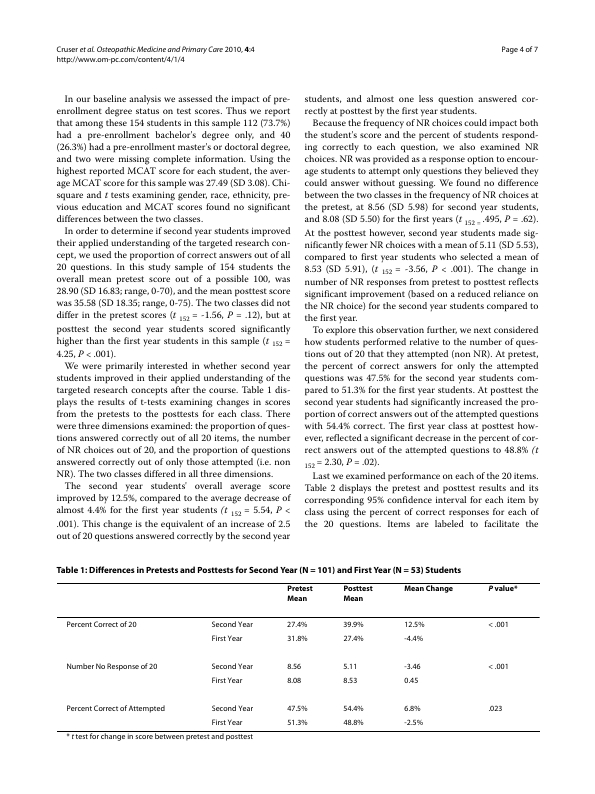 Cruser et al. Osteopathic Medicine and Primary Care 2010, 4:4
http://www.om-pc.com/content/4/1/4
Page 4 of 7
In our baseline analysis we assessed the impact of pre-
enrollment degree status on test scores. Thus we report
that among these 154 students in this sample 112 (73.7%)
had a pre-enrollment bachelor's degree only, and 40
(26.3%) had a pre-enrollment master's or doctoral degree,
and two were missing complete information. Using the
highest reported MCAT score for each student, the aver-
age MCAT score for this sample was 27.49 (SD 3.08). Chi-
square and t tests examining gender, race, ethnicity, pre-
vious education and MCAT scores found no significant
differences between the two classes.
In order to determine if second year students improved
their applied understanding of the targeted research con-
cept, we used the proportion of correct answers out of all
20 questions. In this study sample of 154 students the
overall mean pretest score out of a possible 100, was
28.90 (SD 16.83; range, 0-70), and the mean posttest score
was 35.58 (SD 18.35; range, 0-75). The two classes did not
differ in the pretest scores (t 152 = -1.56, P = .12), but at
posttest the second year students scored significantly
higher than the first year students in this sample (t 152 =
4.25, P < .001).
We were primarily interested in whether second year
students improved in their applied understanding of the
targeted research concepts after the course. Table 1 dis-
plays the results of t-tests examining changes in scores
from the pretests to the posttests for each class. There
were three dimensions examined: the proportion of ques-
tions answered correctly out of all 20 items, the number
of NR choices out of 20, and the proportion of questions
answered correctly out of only those attempted (i.e. non
NR). The two classes differed in all three dimensions.
The second year students' overall average score
improved by 12.5%, compared to the average decrease of
almost 4.4% for the first year students (t 152 = 5.54, P <
.001). This change is the equivalent of an increase of 2.5
out of 20 questions answered correctly by the second year
students, and almost one less question answered cor-
rectly at posttest by the first year students.
Because the frequency of NR choices could impact both
the student's score and the percent of students respond-
ing correctly to each question, we also examined NR
choices. NR was provided as a response option to encour-
age students to attempt only questions they believed they
could answer without guessing. We found no difference
between the two classes in the frequency of NR choices at
the pretest, at 8.56 (SD 5.98) for second year students,
and 8.08 (SD 5.50) for the first years (t 152 = .495, P = .62).
At the posttest however, second year students made sig-
nificantly fewer NR choices with a mean of 5.11 (SD 5.53),
compared to first year students who selected a mean of
8.53 (SD 5.91), (t 152 = -3.56, P < .001). The change in
number of NR responses from pretest to posttest reflects
significant improvement (based on a reduced reliance on
the NR choice) for the second year students compared to
the first year.
To explore this observation further, we next considered
how students performed relative to the number of ques-
tions out of 20 that they attempted (non NR). At pretest,
the percent of correct answers for only the attempted
questions was 47.5% for the second year students com-
pared to 51.3% for the first year students. At posttest the
second year students had significantly increased the pro-
portion of correct answers out of the attempted questions
with 54.4% correct. The first year class at posttest how-
ever, reflected a significant decrease in the percent of cor-
rect answers out of the attempted questions to 48.8% (t
152 = 2.30, P = .02).
Last we examined performance on each of the 20 items.
Table 2 displays the pretest and posttest results and its
corresponding 95% confidence interval for each item by
class using the percent of correct responses for each of
the 20 questions. Items are labeled to facilitate the
Table 1: Differences in Pretests and Posttests for Second Year (N = 101) and First Year (N = 53) Students
Pretest Mean Posttest Mean Mean Change P value*
Percent Correct of 20 Second Year 27.4% 39.9% 12.5% < .001
First Year 31.8% 27.4% -4.4%
Number No Response of 20 Second Year 8.56 5.11 -3.46 < .001
First Year 8.08 8.53 0.45
Percent Correct of Attempted Second Year 47.5% 54.4% 6.8% .023
First Year 51.3% 48.8% -2.5%
* t test for change in score between pretest and posttest